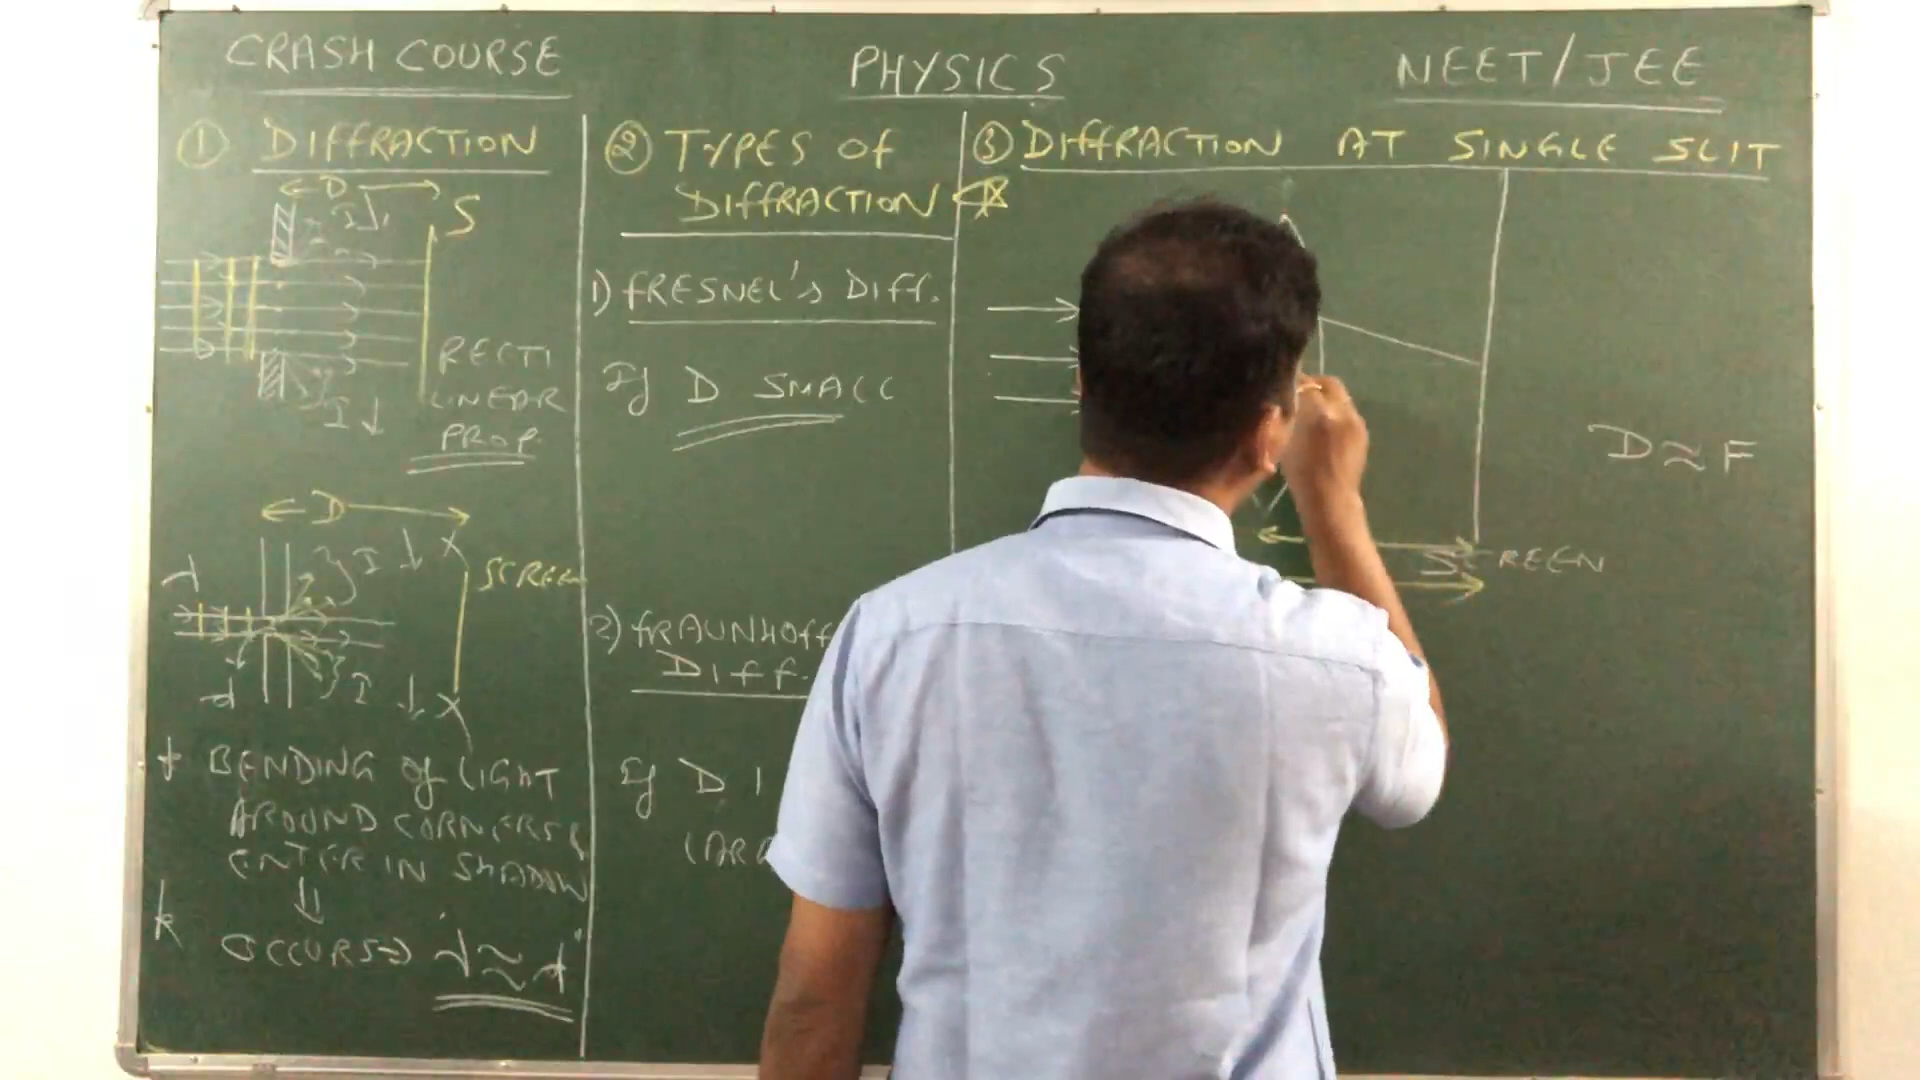 CRASH COURSE
PHYSICS
NEET/JEE
① DIFFRACTION
D
S
I↓
RECTI
LINEAR
PROP.
I↓
D
λ
I ↓
SCREEN
d
I ↓
BENDING of LIGHT
AROUND CORNERS &
ENTER IN SHADOW
⇓
OCCURS⇒ λ≈d
② TYPES OF
DIFFRACTION
1) FRESNEL's DIFF.
If D SMALL
2) FRAUNHOFF
DIFF.
If D
③ DIFFRACTION AT SINGLE SLIT
D≈F
SCREEN